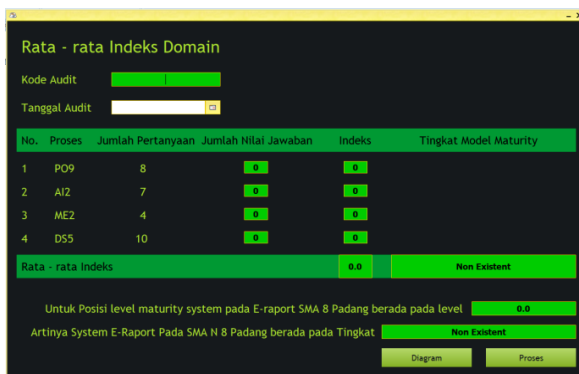 Rata - rata Indeks Domain
Kode Audit
Tanggal Audit
No. Proses Jumlah Pertanyaan Jumlah Nilai Jawaban Indeks Tingkat Model Maturity
1 PO9 8 0 0
2 AI2 7 0 0
3 ME2 4 0 0
4 DS5 10 0 0
Rata - rata Indeks 0.0 Non Existent
Untuk Posisi level maturity system pada E-raport SMA 8 Padang berada pada level 0.0
Artinya System E-Raport Pada SMA N 8 Padang berada pada Tingkat Non Existent
Diagram Proses